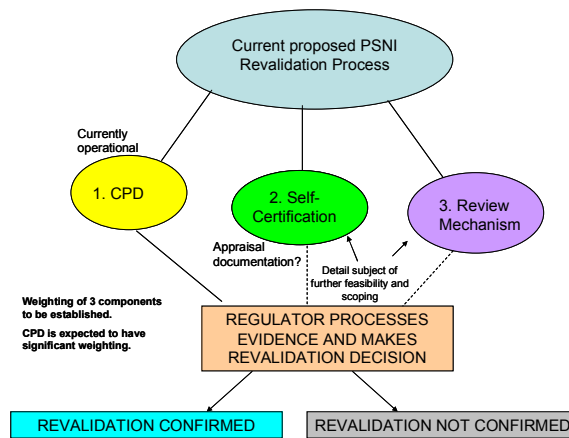 Current proposed PSNI
Revalidation Process
Currently
operational
1. CPD
2. Self-
Certification
3. Review
Mechanism
Appraisal
documentation?
Detail subject of
further feasibility and
scoping
Weighting of 3 components
to be established.
CPD is expected to have
significant weighting.
REGULATOR PROCESSES
EVIDENCE AND MAKES
REVALIDATION DECISION
REVALIDATION CONFIRMED
REVALIDATION NOT CONFIRMED